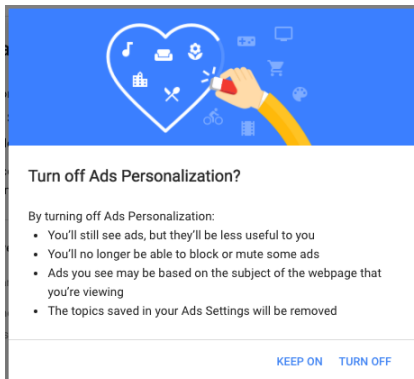 Turn off Ads Personalization?
By turning off Ads Personalization:
• You'll still see ads, but they'll be less useful to you
• You'll no longer be able to block or mute some ads
• Ads you see may be based on the subject of the webpage that
you're viewing
• The topics saved in your Ads Settings will be removed
KEEP ON TURN OFF